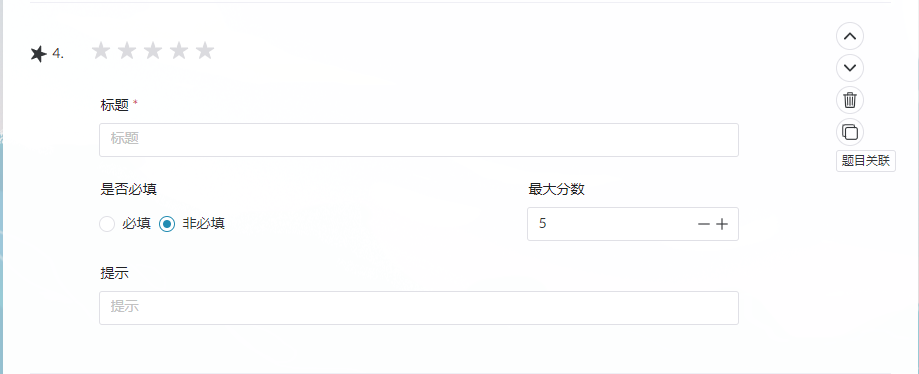 4.
标题 *
标题
题目关联
是否必填 最大分数
必填 非必填 5
提示
提示